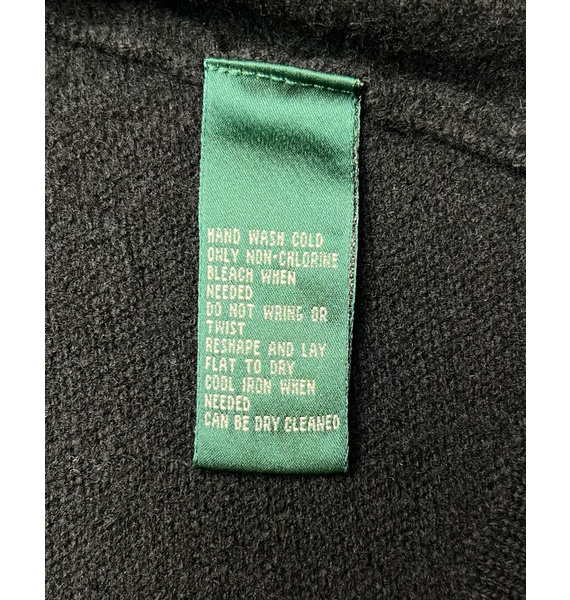 HAND WASH COLD
ONLY NON-CHLORINE
BLEACH WHEN
NEEDED
DO NOT WRING OR
TWIST
RESHAPE AND LAY
FLAT TO DRY
COOL IRON WHEN
NEEDED
CAN BE DRY CLEANED